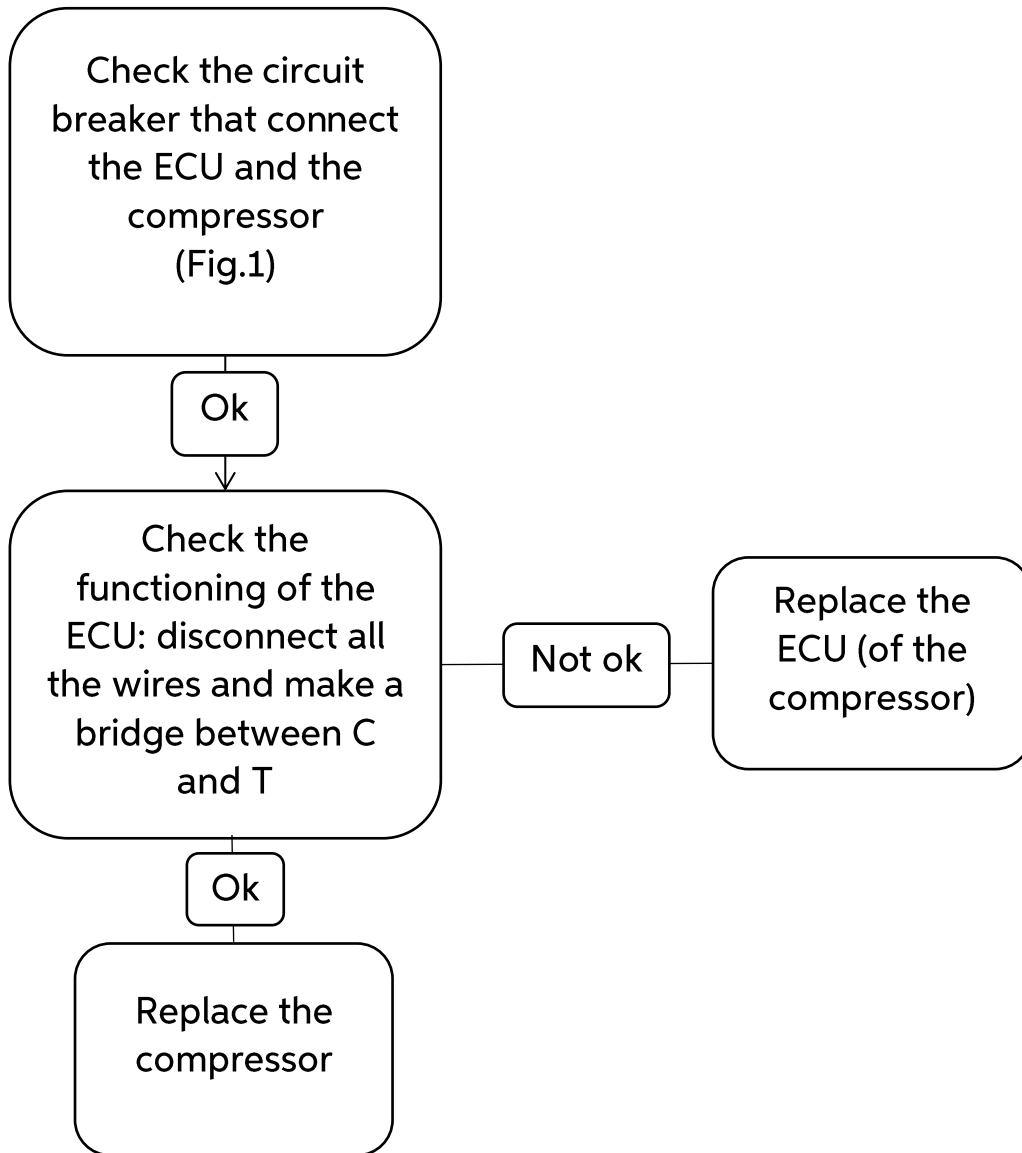 Check the circuit
breaker that connect
the ECU and the
compressor
(Fig.1)
Ok
Check the
functioning of the
ECU: disconnect all
the wires and make a
bridge between C
and T
Not ok
Replace the
ECU (of the
compressor)
Ok
Replace the
compressor